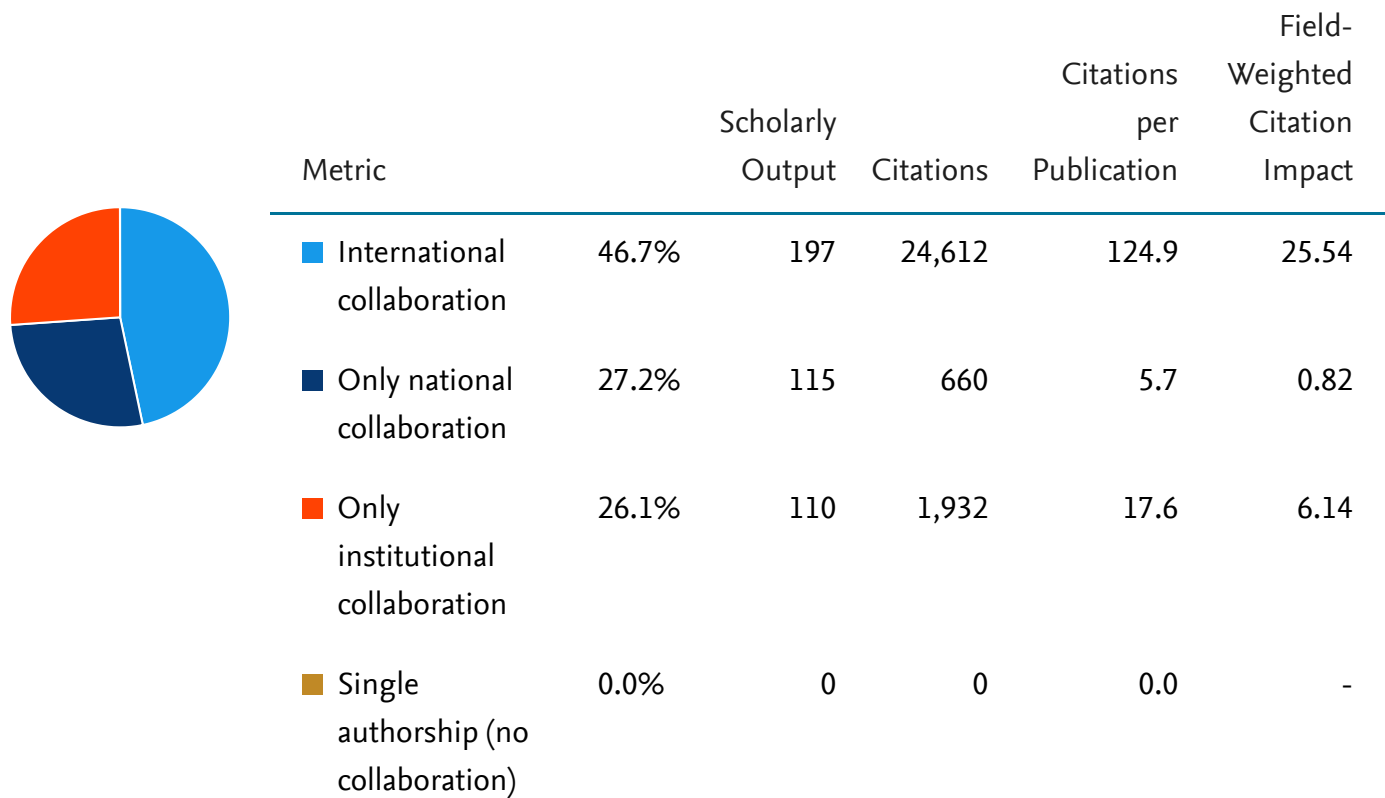 Field-
Citations Weighted
Scholarly per Citation
Metric Output Citations Publication Impact
International 46.7% 197 24,612 124.9 25.54
collaboration
Only national 27.2% 115 660 5.7 0.82
collaboration
Only 26.1% 110 1,932 17.6 6.14
institutional
collaboration
Single 0.0% 0 0 0.0 -
authorship (no
collaboration)